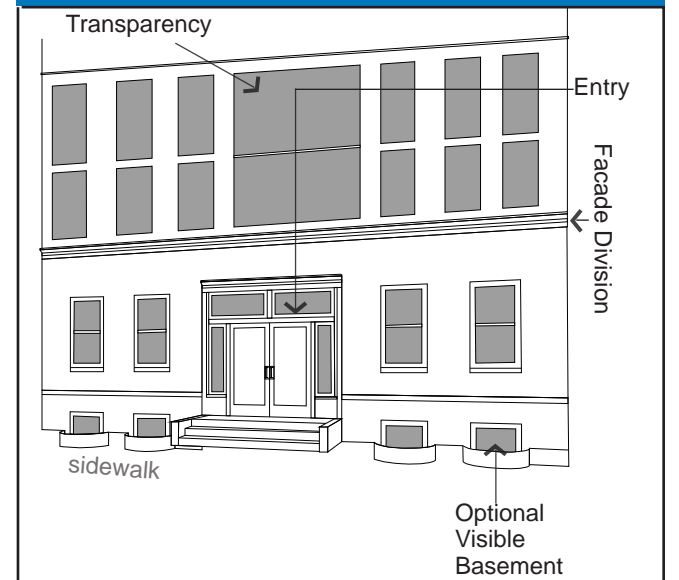 Transparency
Entry
Facade Division
sidewalk
Optional
Visible
Basement